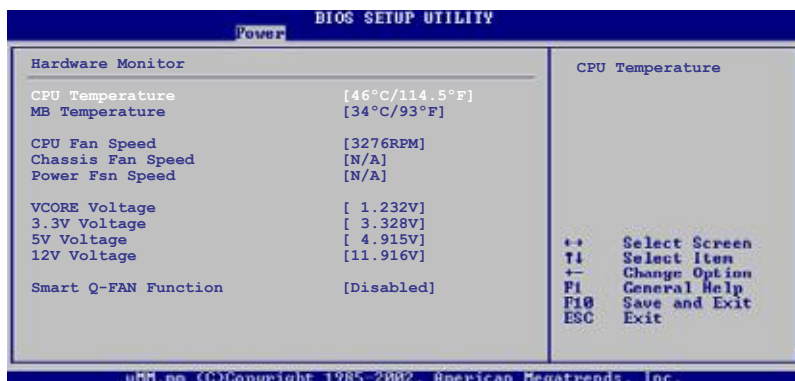 BIOS SETUP UTILITY
Power
Hardware Monitor
CPU Temperature [46°C/114.5°F]
MB Temperature [34°C/93°F]
CPU Fan Speed [3276RPM]
Chassis Fan Speed [N/A]
Power Fsn Speed [N/A]
VCORE Voltage [ 1.232V]
3.3V Voltage [ 3.328V]
5V Voltage [ 4.915V]
12V Voltage [11.916V]
Smart Q-FAN Function [Disabled]
CPU Temperature
↔ Select Screen
↑↓ Select Item
+- Change Option
F1 General Help
F10 Save and Exit
ESC Exit
(C)Copyright 1985-2002, American Megatrends, Inc.